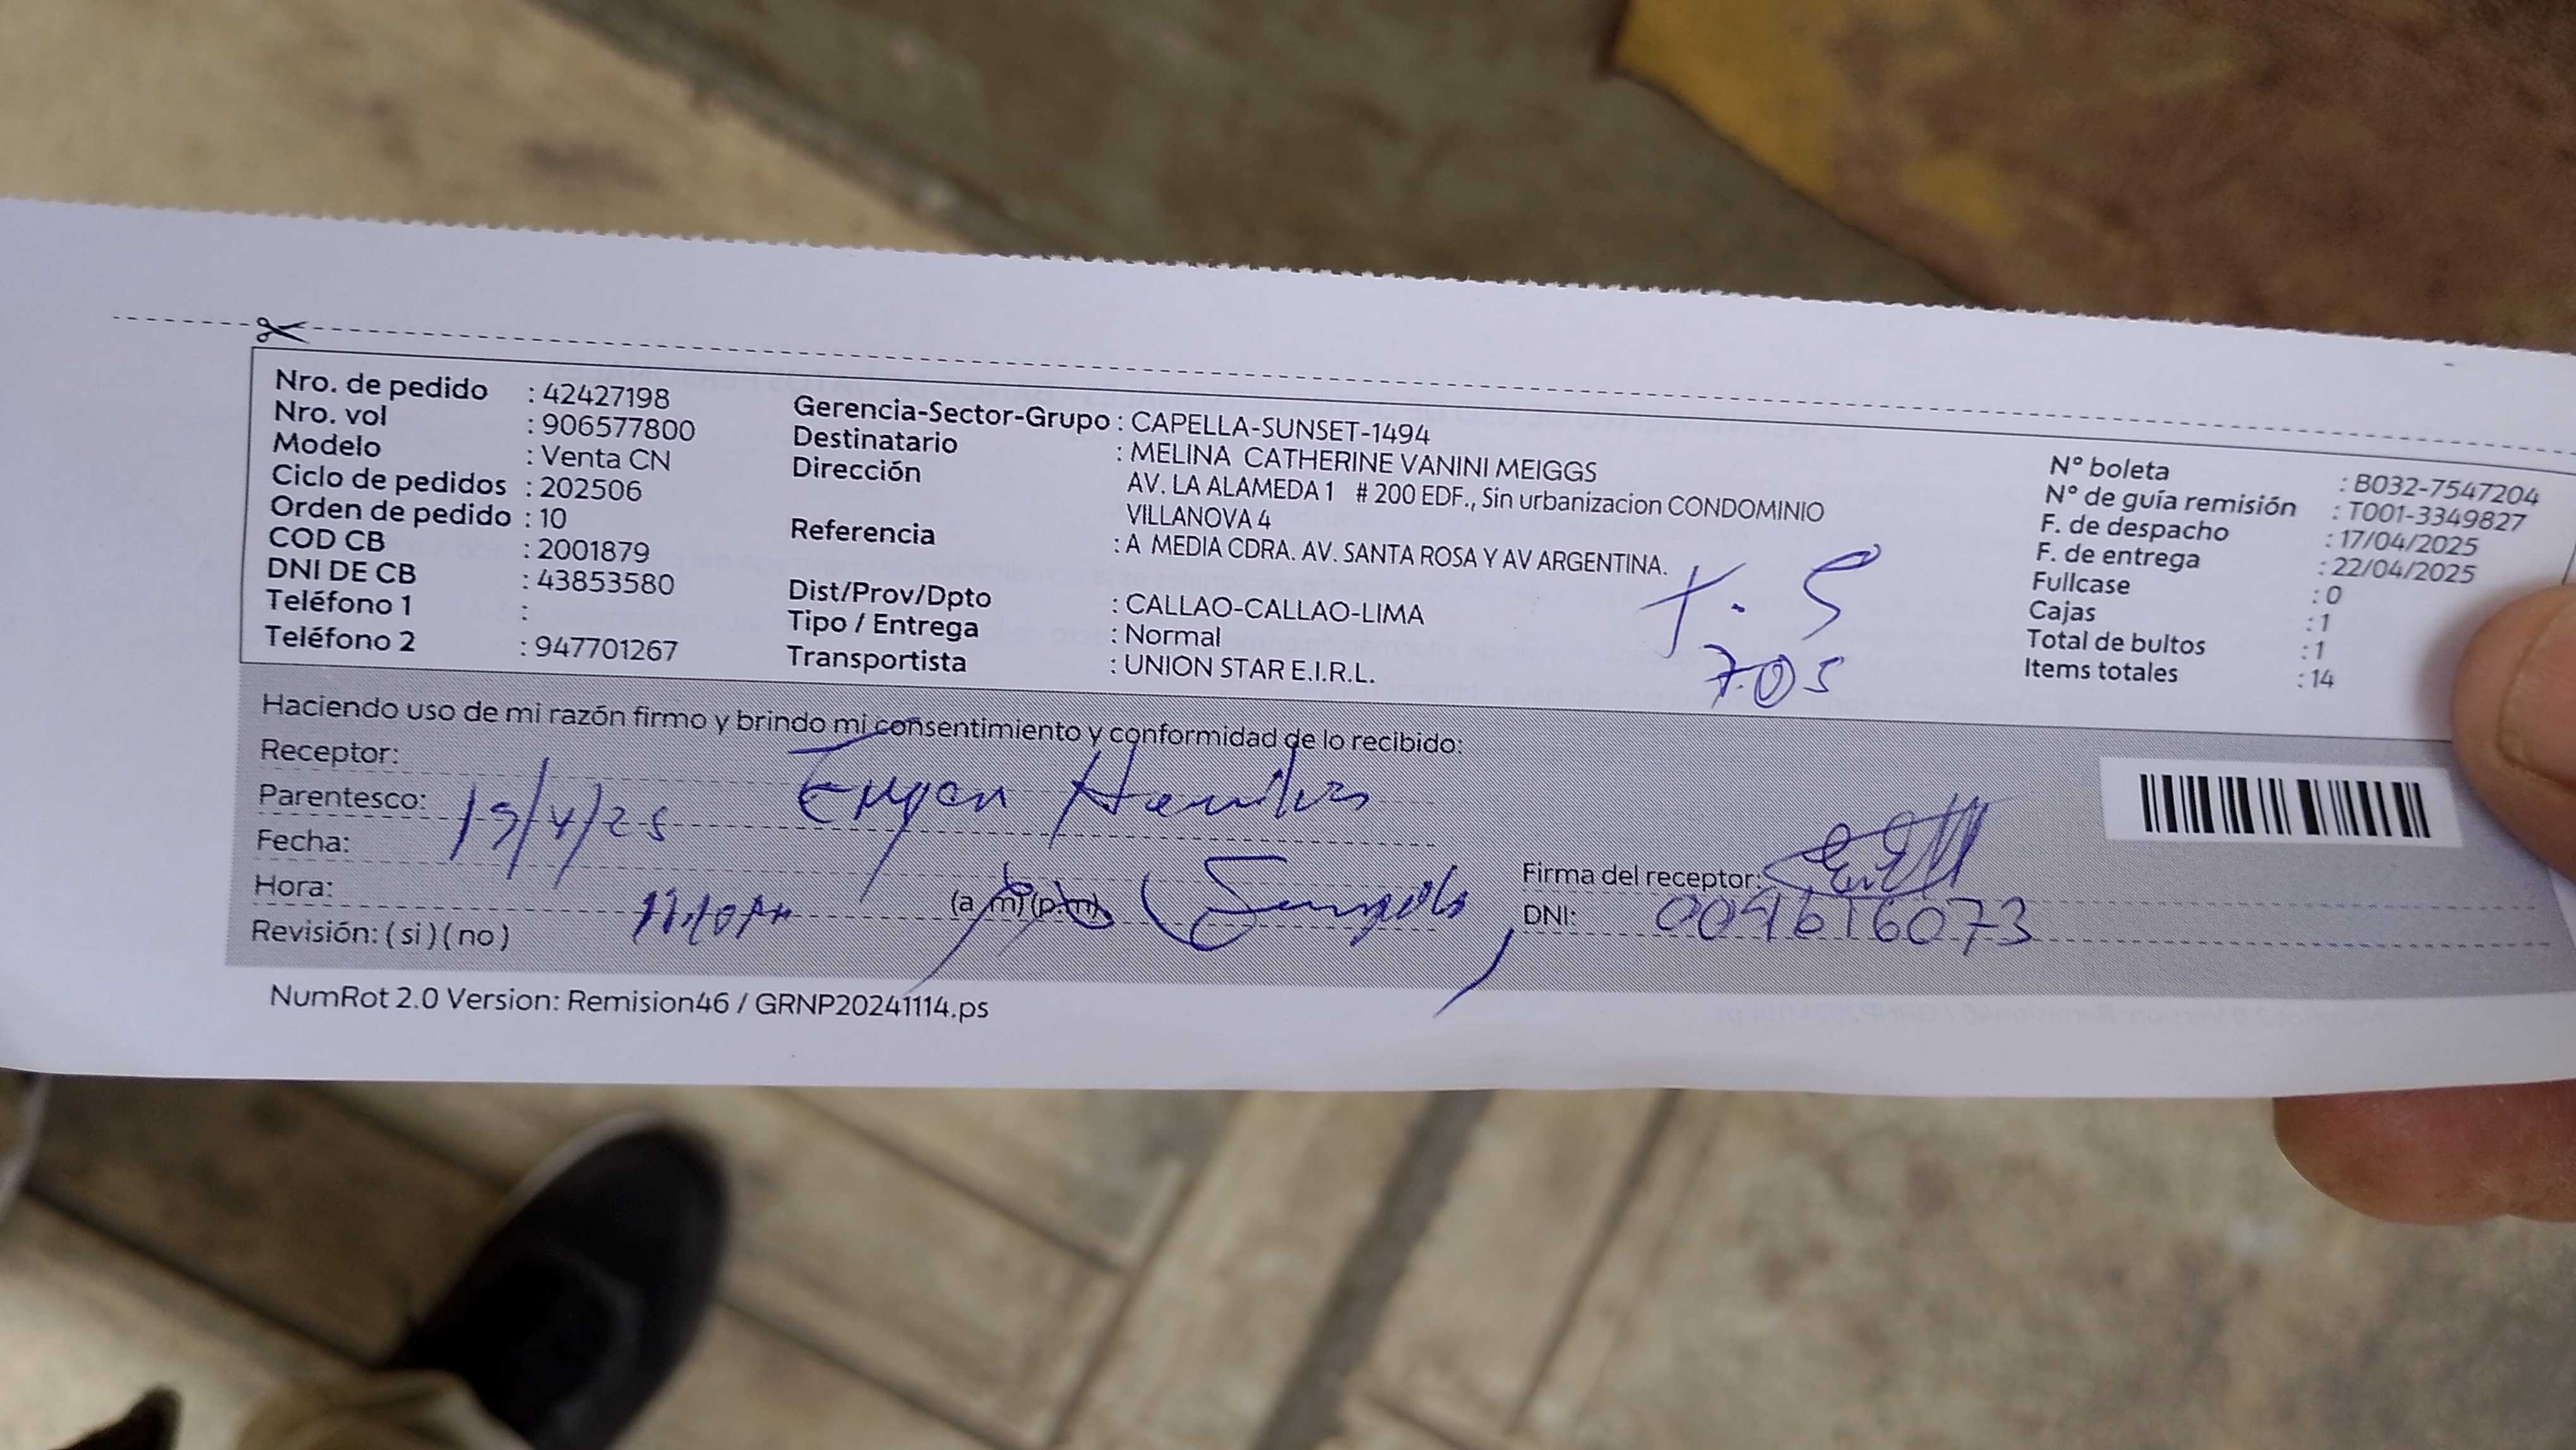 Nro. de pedido : 42427198
Nro. vol : 906577800
Modelo : Venta CN
Ciclo de pedidos : 202506
Orden de pedido : 10
COD CB : 2001879
DNI DE CB : 43853580
Teléfono 1 :
Teléfono 2 : 947701267
Gerencia-Sector-Grupo : CAPELLA-SUNSET-1494
Destinatario : MELINA CATHERINE VANINI MEIGGS
Dirección AV. LA ALAMEDA 1 # 200 EDF., Sin urbanizacion CONDOMINIO
VILLANOVA 4
Referencia : A MEDIA CDRA. AV. SANTA ROSA Y AV ARGENTINA.
Dist/Prov/Dpto : CALLAO-CALLAO-LIMA
Tipo / Entrega : Normal
Transportista : UNION STAR E.I.R.L.
T. 5
705
N° boleta : B032-7547204
N° de guía remisión : T001-3349827
F. de despacho : 17/04/2025
F. de entrega : 22/04/2025
Fullcase : 0
Cajas : 1
Total de bultos : 1
Items totales : 14
Haciendo uso de mi razón firmo y brindo mi consentimiento y conformidad de lo recibido:
Receptor:
Parentesco:
Fecha: 19/4/25
Hora: (a.m) (p.m)
Revisión: ( si ) ( no )
Firma del receptor:
DNI:
NumRot 2.0 Version: Remision46 / GRNP20241114.ps